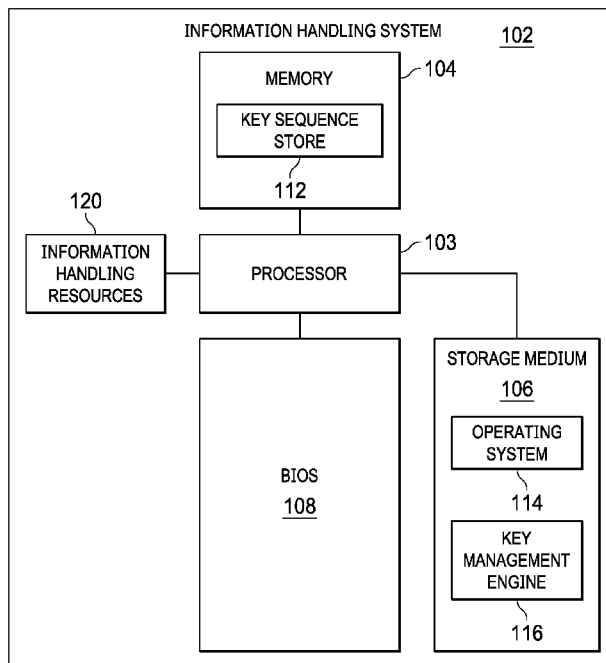 INFORMATION HANDLING SYSTEM
102
MEMORY
104
KEY SEQUENCE
STORE
112
120
INFORMATION
HANDLING
RESOURCES
PROCESSOR
103
BIOS
108
STORAGE MEDIUM
106
OPERATING
SYSTEM
114
KEY
MANAGEMENT
ENGINE
116